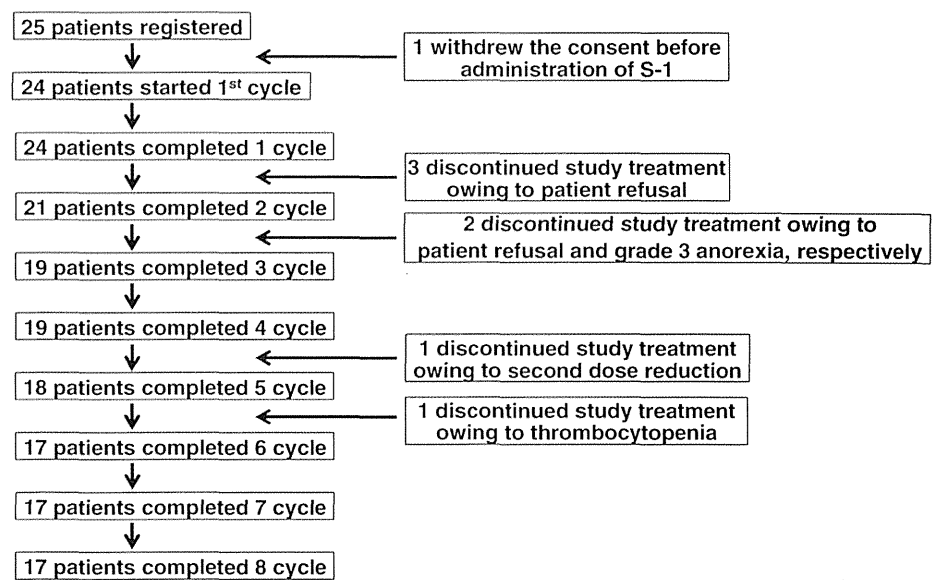 25 patients registered
1 withdrew the consent before
administration of S-1
24 patients started 1st cycle
24 patients completed 1 cycle
3 discontinued study treatment
owing to patient refusal
21 patients completed 2 cycle
2 discontinued study treatment owing to
patient refusal and grade 3 anorexia, respectively
19 patients completed 3 cycle
19 patients completed 4 cycle
1 discontinued study treatment
owing to second dose reduction
18 patients completed 5 cycle
1 discontinued study treatment
owing to thrombocytopenia
17 patients completed 6 cycle
17 patients completed 7 cycle
17 patients completed 8 cycle